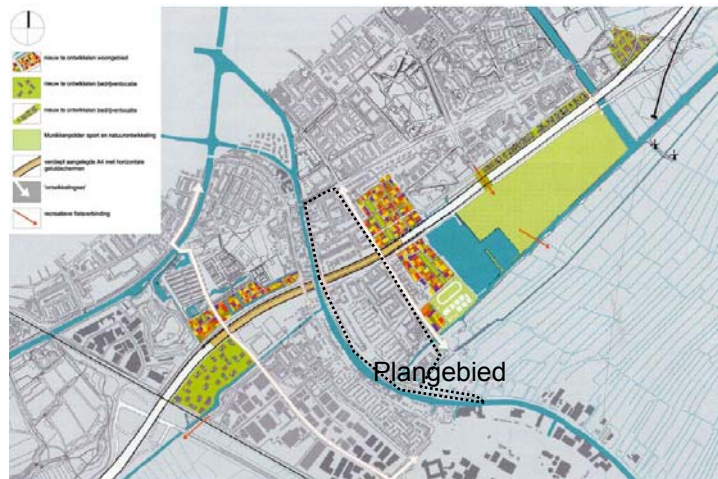 nieuw te ontwikkelen woongebied
nieuw te ontwikkelen bedrijvenlocatie
nieuw te ontwikkelen bedrijvenlocatie
Munnikkenpolder sport en natuurontwikkeling
verdiept aangelegde A4 met horizontale
geluidschermen
'ontwikkelingsas'
recreatieve fietsverbinding
Plangebied